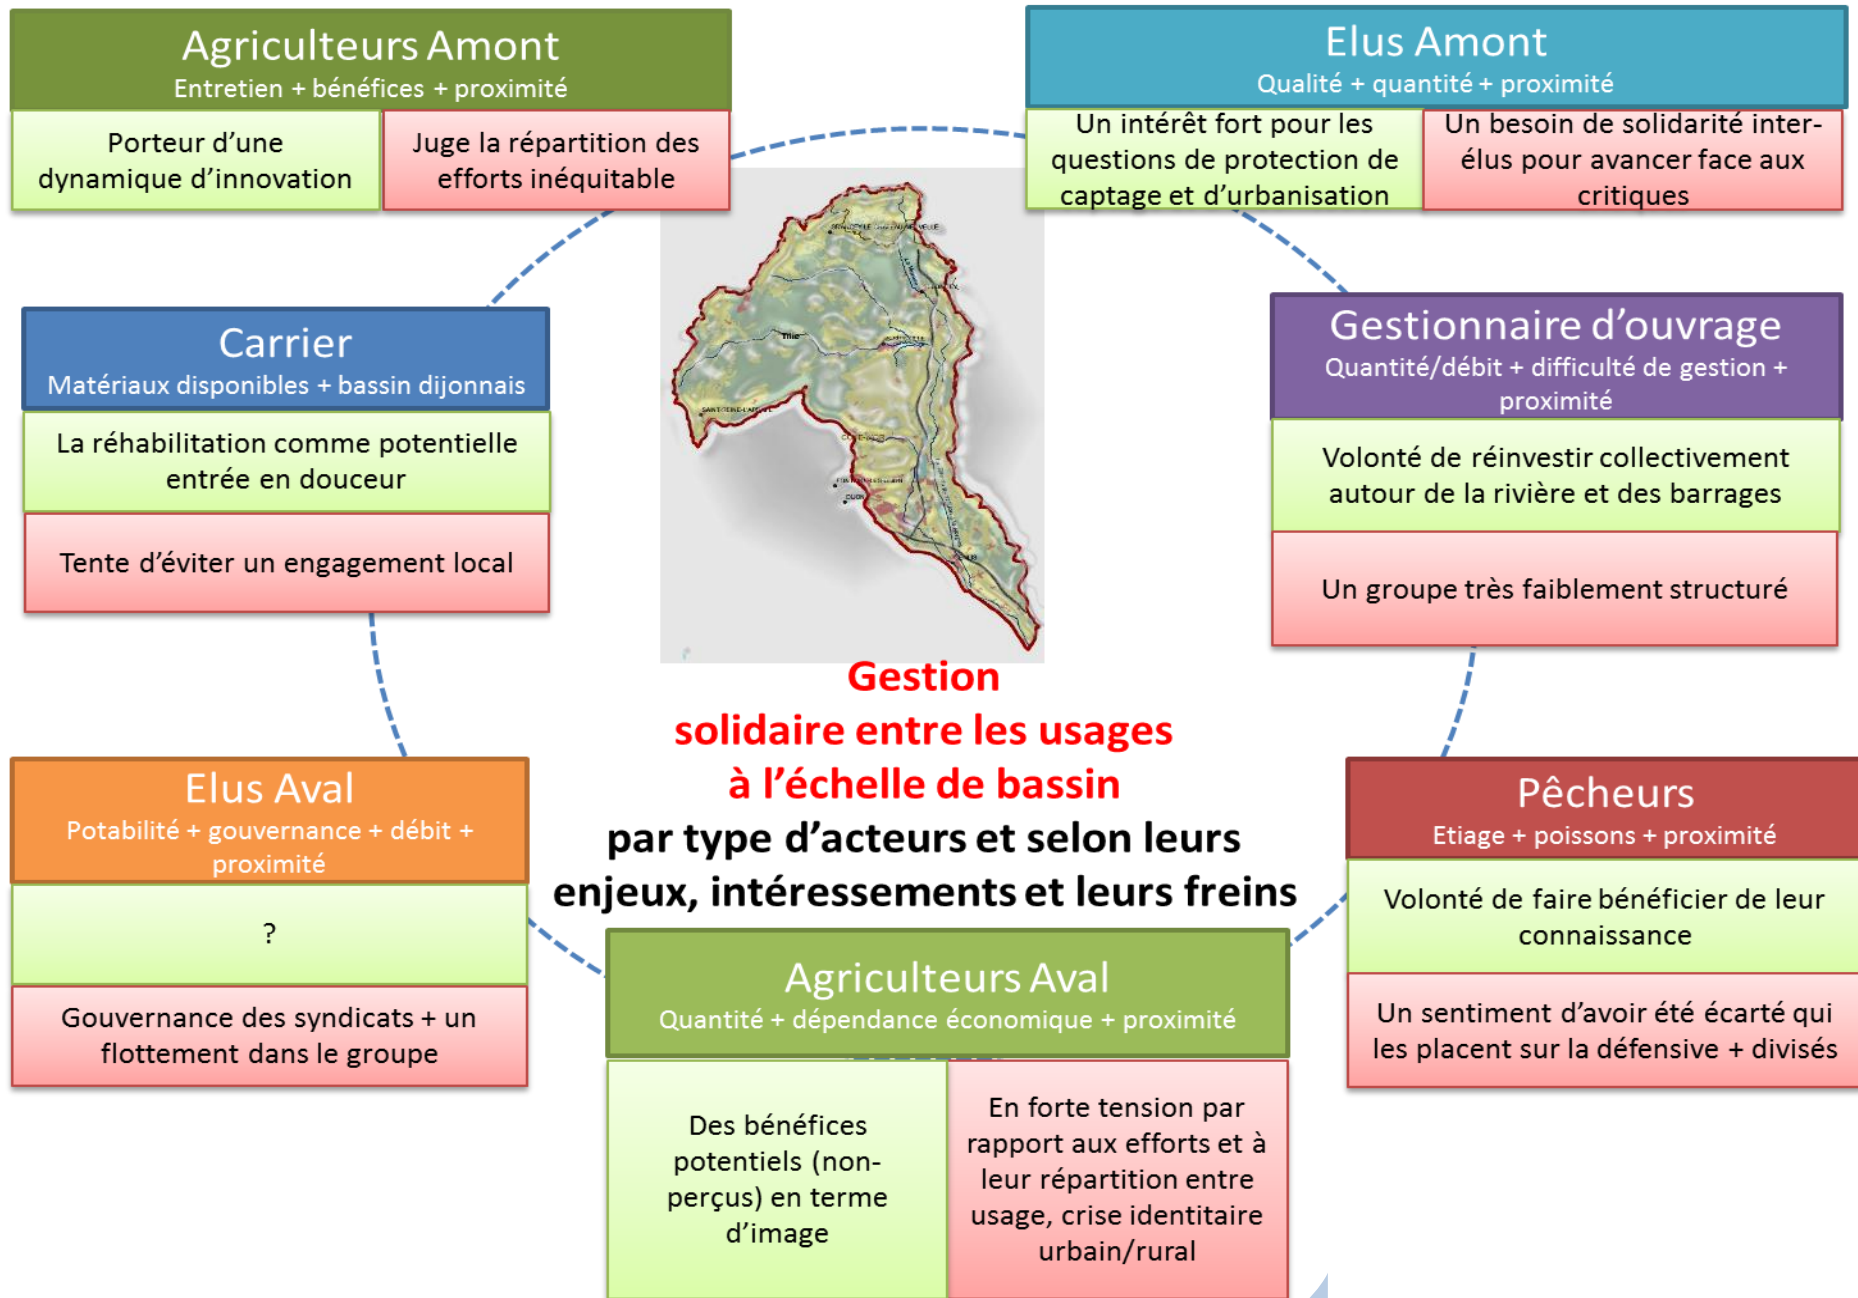 Agriculteurs Amont
Entretien + bénéfices + proximité
Porteur d’une
dynamique d’innovation
Juge la répartition des
efforts inéquitable
Elus Amont
Qualité + quantité + proximité
Un intérêt fort pour les
questions de protection de
captage et d’urbanisation
Un besoin de solidarité inter-
élus pour avancer face aux
critiques
Carrier
Matériaux disponibles + bassin dijonnais
La réhabilitation comme potentielle
entrée en douceur
Tente d’éviter un engagement local
Tille
DIJON
Gestionnaire d’ouvrage
Quantité/débit + difficulté de gestion +
proximité
Volonté de réinvestir collectivement
autour de la rivière et des barrages
Un groupe très faiblement structuré
Gestion
solidaire entre les usages
à l’échelle de bassin
par type d’acteurs et selon leurs
enjeux, intéressements et leurs freins
Elus Aval
Potabilité + gouvernance + débit +
proximité
?
Gouvernance des syndicats + un
flottement dans le groupe
Agriculteurs Aval
Quantité + dépendance économique + proximité
Des bénéfices
potentiels (non-
perçus) en terme
d’image
En forte tension par
rapport aux efforts et à
leur répartition entre
usage, crise identitaire
urbain/rural
Pêcheurs
Etiage + poissons + proximité
Volonté de faire bénéficier de leur
connaissance
Un sentiment d’avoir été écarté qui
les placent sur la défensive + divisés